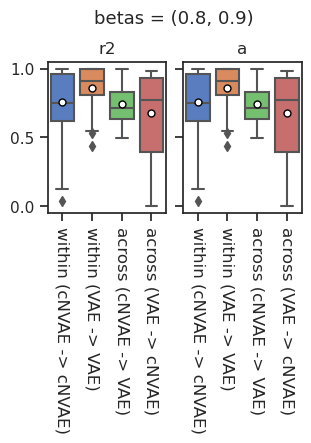 betas = (0.8, 0.9)
r2
a
1.0
0.5
0.0
within (cNVAE -> cNVAE)
within (VAE -> VAE)
across (cNVAE -> VAE)
across (VAE -> cNVAE)
within (cNVAE -> cNVAE)
within (VAE -> VAE)
across (cNVAE -> VAE)
across (VAE -> cNVAE)